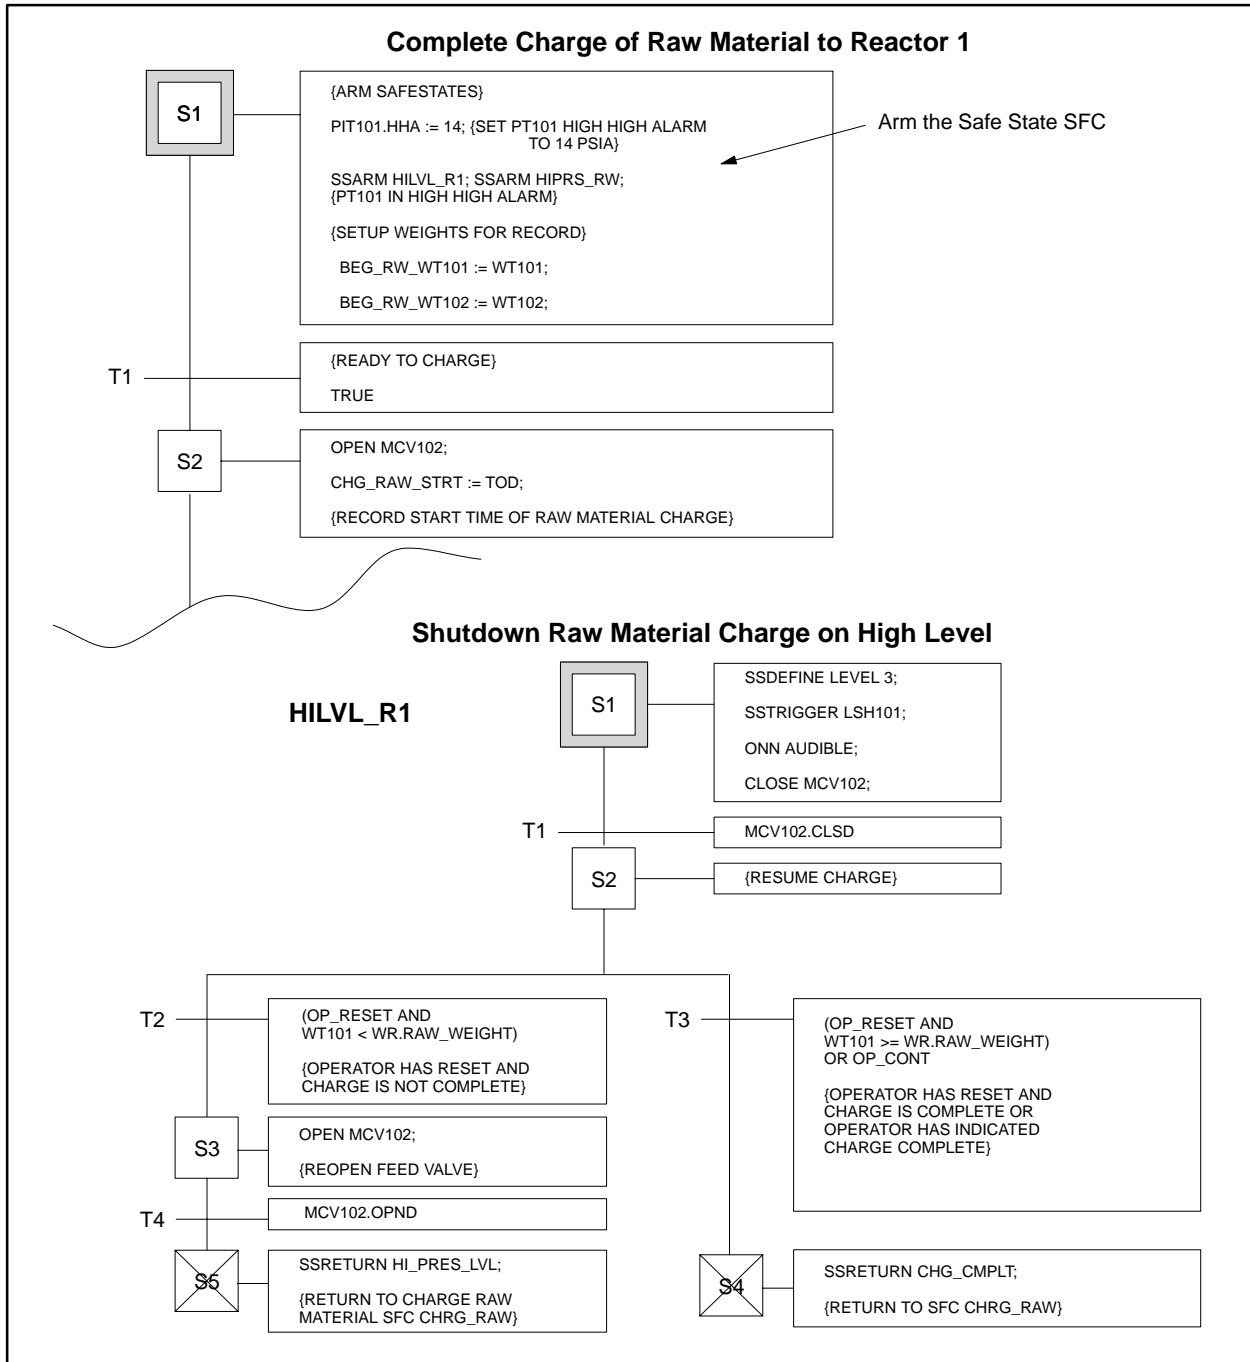 Complete Charge of Raw Material to Reactor 1
S1
{ARM SAFESTATES}
PIT101.HHA := 14; {SET PT101 HIGH HIGH ALARM
TO 14 PSIA}
SSARM HILVL_R1; SSARM HIPRS_RW;
{PT101 IN HIGH HIGH ALARM}
{SETUP WEIGHTS FOR RECORD}
BEG_RW_WT101 := WT101;
BEG_RW_WT102 := WT102;
Arm the Safe State SFC
T1
{READY TO CHARGE}
TRUE
S2
OPEN MCV102;
CHG_RAW_STRT := TOD;
{RECORD START TIME OF RAW MATERIAL CHARGE}
Shutdown Raw Material Charge on High Level
HILVL_R1
S1
SSDEFINE LEVEL 3;
SSTRIGGER LSH101;
ONN AUDIBLE;
CLOSE MCV102;
T1
MCV102.CLSD
S2
{RESUME CHARGE}
T2
(OP_RESET AND
WT101 < WR.RAW_WEIGHT)
{OPERATOR HAS RESET AND
CHARGE IS NOT COMPLETE}
T3
(OP_RESET AND
WT101 >= WR.RAW_WEIGHT)
OR OP_CONT
{OPERATOR HAS RESET AND
CHARGE IS COMPLETE OR
OPERATOR HAS INDICATED
CHARGE COMPLETE}
S3
OPEN MCV102;
{REOPEN FEED VALVE}
T4
MCV102.OPND
S5
SSRETURN HI_PRES_LVL;
{RETURN TO CHARGE RAW
MATERIAL SFC CHRG_RAW}
S4
SSRETURN CHG_CMPLT;
{RETURN TO SFC CHRG_RAW}